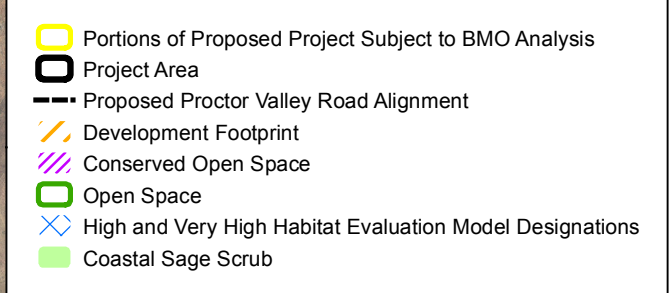 Portions of Proposed Project Subject to BMO Analysis
Project Area
Proposed Proctor Valley Road Alignment
Development Footprint
Conserved Open Space
Open Space
High and Very High Habitat Evaluation Model Designations
Coastal Sage Scrub